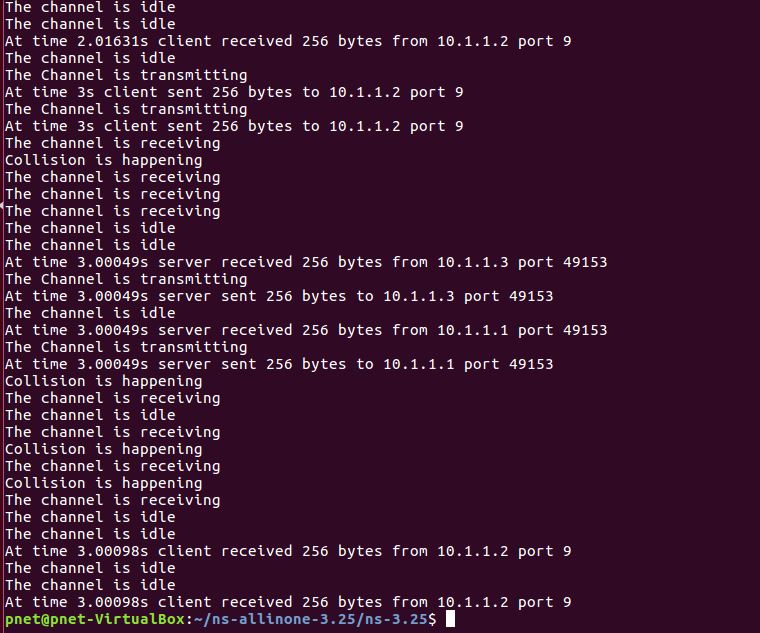 The channel is idle
The channel is idle
At time 2.01631s client received 256 bytes from 10.1.1.2 port 9
The channel is idle
The Channel is transmitting
At time 3s client sent 256 bytes to 10.1.1.2 port 9
The Channel is transmitting
At time 3s client sent 256 bytes to 10.1.1.2 port 9
The channel is receiving
Collision is happening
The channel is receiving
The channel is receiving
The channel is receiving
The channel is idle
The channel is idle
At time 3.00049s server received 256 bytes from 10.1.1.3 port 49153
The Channel is transmitting
At time 3.00049s server sent 256 bytes to 10.1.1.3 port 49153
The channel is idle
At time 3.00049s server received 256 bytes from 10.1.1.1 port 49153
The Channel is transmitting
At time 3.00049s server sent 256 bytes to 10.1.1.1 port 49153
Collision is happening
The channel is receiving
The channel is idle
The channel is receiving
Collision is happening
The channel is receiving
Collision is happening
The channel is receiving
The channel is idle
The channel is idle
At time 3.00098s client received 256 bytes from 10.1.1.2 port 9
The channel is idle
The channel is idle
At time 3.00098s client received 256 bytes from 10.1.1.2 port 9
pnet@pnet-VirtualBox:~/ns-allinone-3.25/ns-3.25$